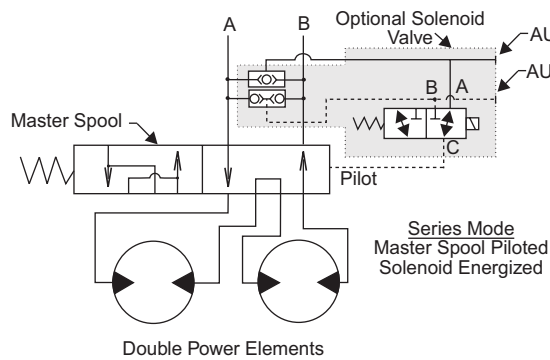 A
B
Optional Solenoid
Valve
AU
AU
B
A
Master Spool
C
Pilot
Series Mode
Master Spool Piloted
Solenoid Energized
Double Power Elements